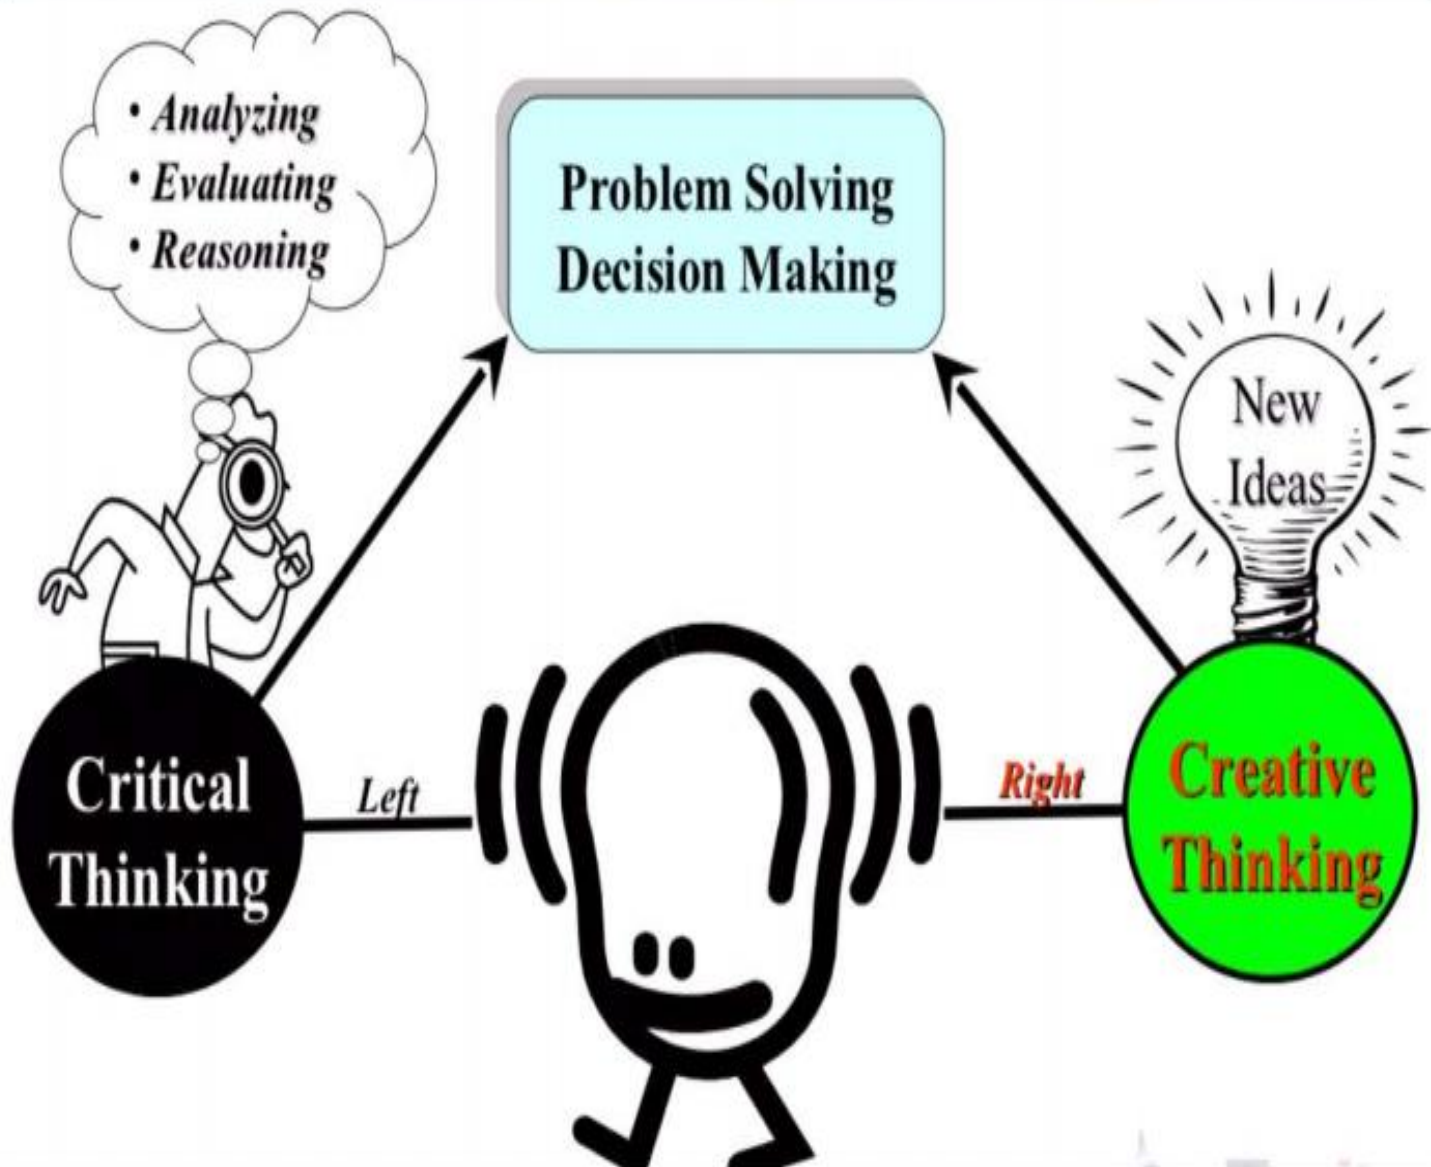 • Analyzing
• Evaluating
• Reasoning
Problem Solving
Decision Making
New
Ideas
Critical
Thinking
Left
Right
Creative
Thinking